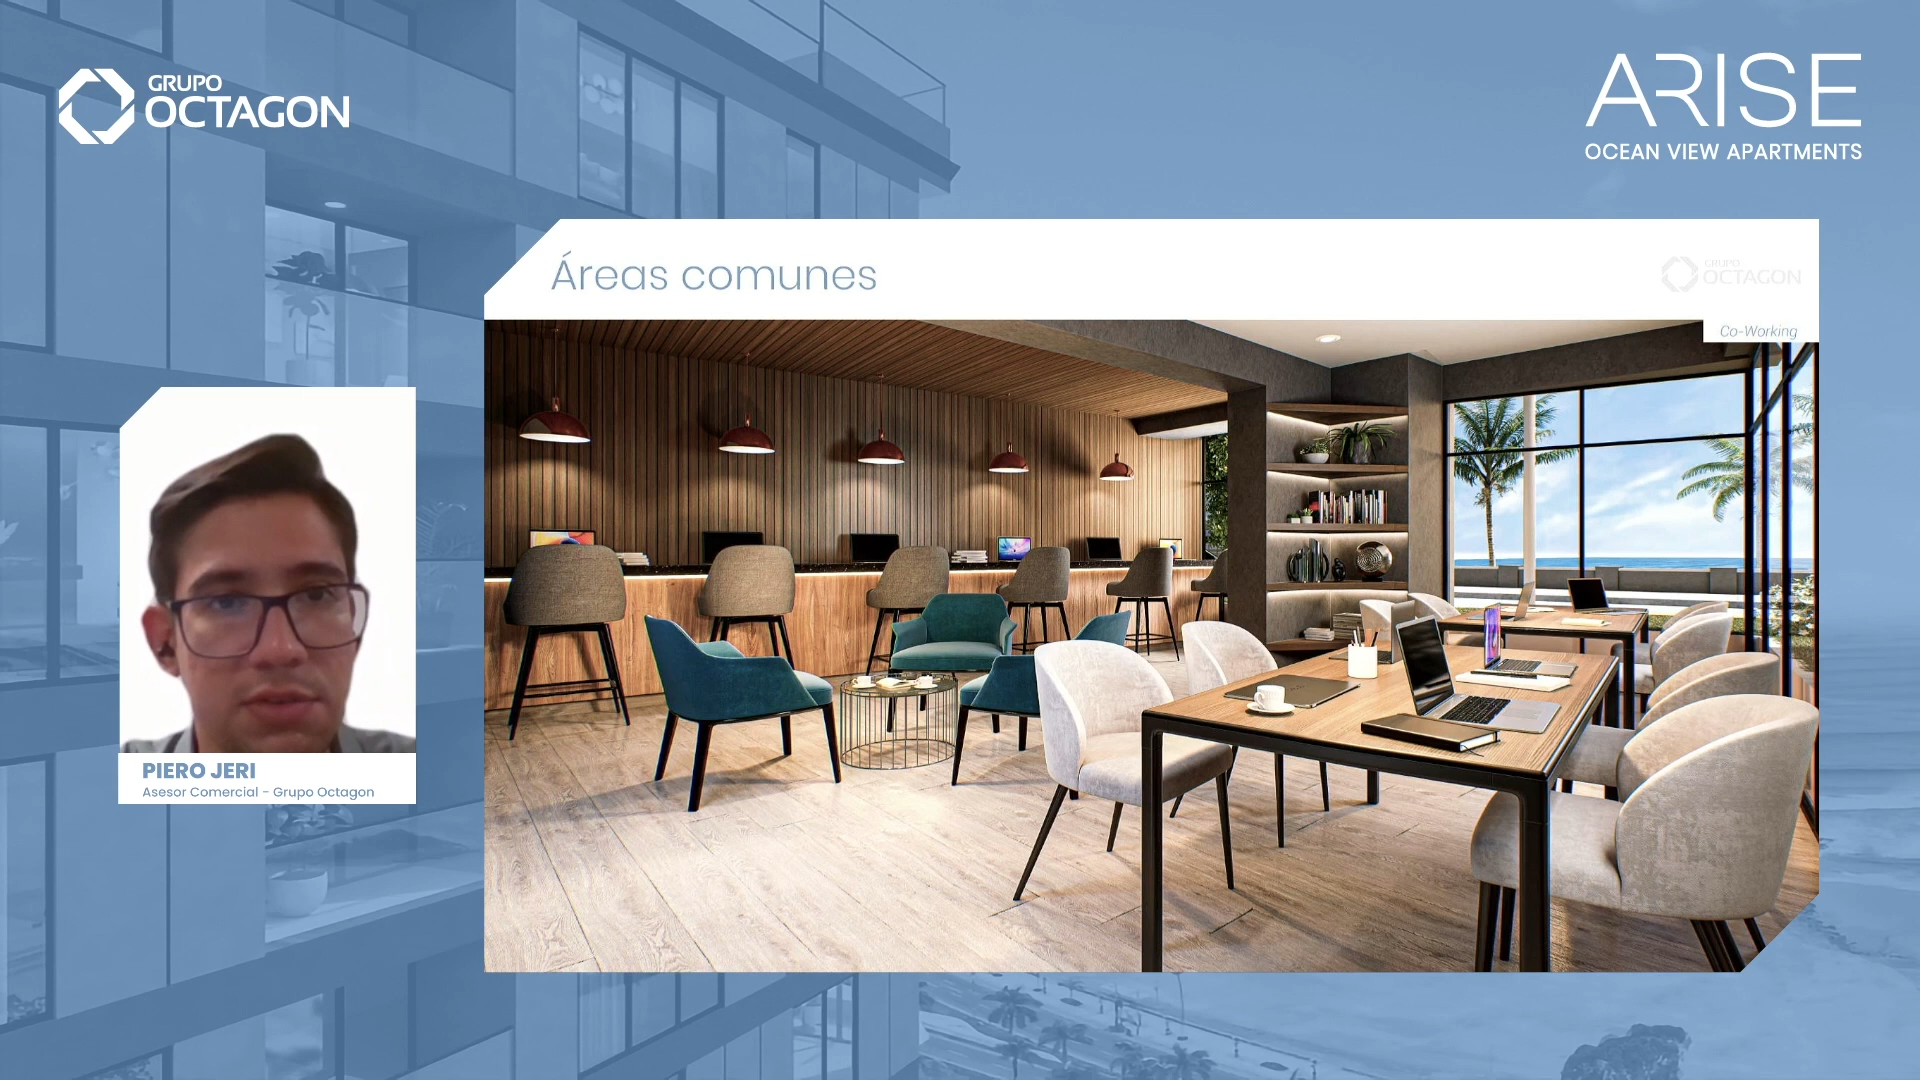 GRUPO
OCTAGON
ARISE
OCEAN VIEW APARTMENTS
Áreas comunes
GRUPO
OCTAGON
Co-Working
PIERO JERI
Asesor Comercial - Grupo Octagon